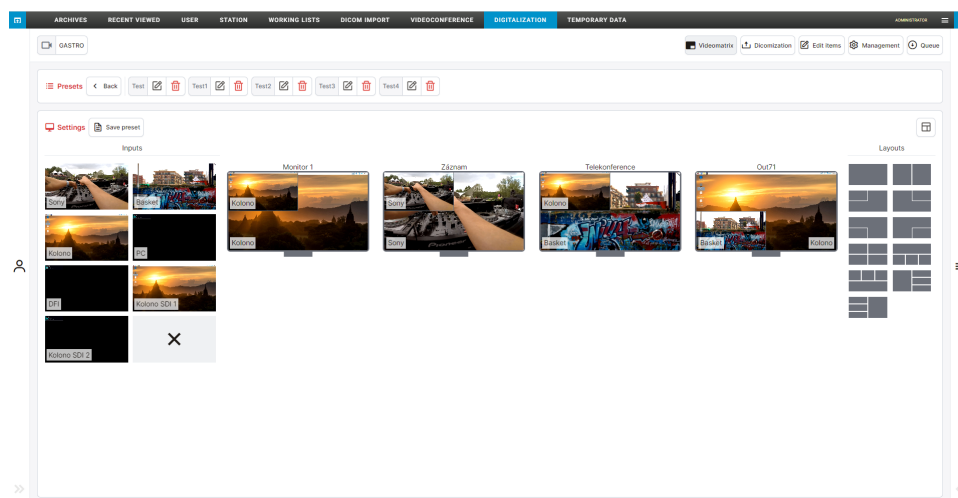 ARCHIVES RECENT VIEWED USER STATION WORKING LISTS DICOM IMPORT VIDEOCONFERENCE DIGITALIZATION TEMPORARY DATA ADMINISTRATOR
GASTRO Videomatrix Dicomization Edit items Management Queue
Presets Back Test Test1 Test2 Test3 Test4
Settings Save preset
Inputs Layouts
Monitor 1 Záznam Telekonference Out71
Sony Basket Kolono Sony Kolono
Kolono PC Kolono Sony Basket Basket Kolono
DFI Kolono SDI 1
Kolono SDI 2